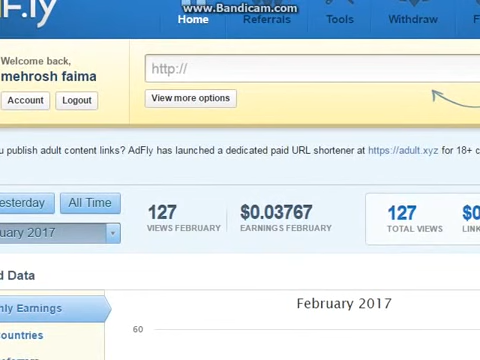 .ly
www.Bandicam.com
Home
Referrals
Tools
Withdraw
Welcome back,
mehrosh faima
Account
Logout
http://
View more options
u publish adult content links? AdFly has launched a dedicated paid URL shortener at https://adult.xyz for 18+
esterday
All Time
uary 2017
127
VIEWS FEBRUARY
$0.03767
EARNINGS FEBRUARY
127
TOTAL VIEWS
$0
LINK
d Data
nly Earnings
ountries
February 2017
60